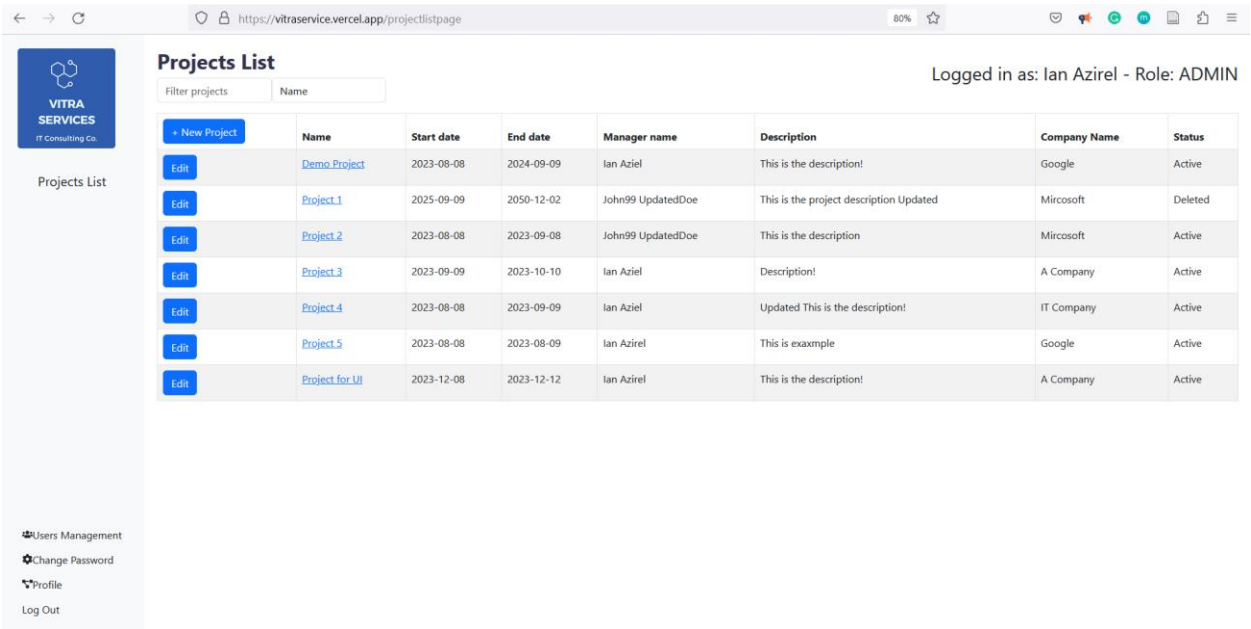 https://vitraservice.vercel.app/projectlistpage 80%
VITRA
SERVICES
IT Consulting Co.
Projects List
Users Management
Change Password
Profile
Log Out
Projects List
Logged in as: Ian Azirel - Role: ADMIN
Filter projects Name
+ New Project Name Start date End date Manager name Description Company Name Status
Edit Demo Project 2023-08-08 2024-09-09 Ian Aziel This is the description! Google Active
Edit Project 1 2025-09-09 2050-12-02 John99 UpdatedDoe This is the project description Updated Mircosoft Deleted
Edit Project 2 2023-08-08 2023-09-08 John99 UpdatedDoe This is the description Mircosoft Active
Edit Project 3 2023-09-09 2023-10-10 Ian Aziel Description! A Company Active
Edit Project 4 2023-08-08 2023-09-09 Ian Aziel Updated This is the description! IT Company Active
Edit Project 5 2023-08-08 2023-08-09 Ian Azirel This is exaxmple Google Active
Edit Project for UI 2023-12-08 2023-12-12 Ian Azirel This is the description! A Company Active